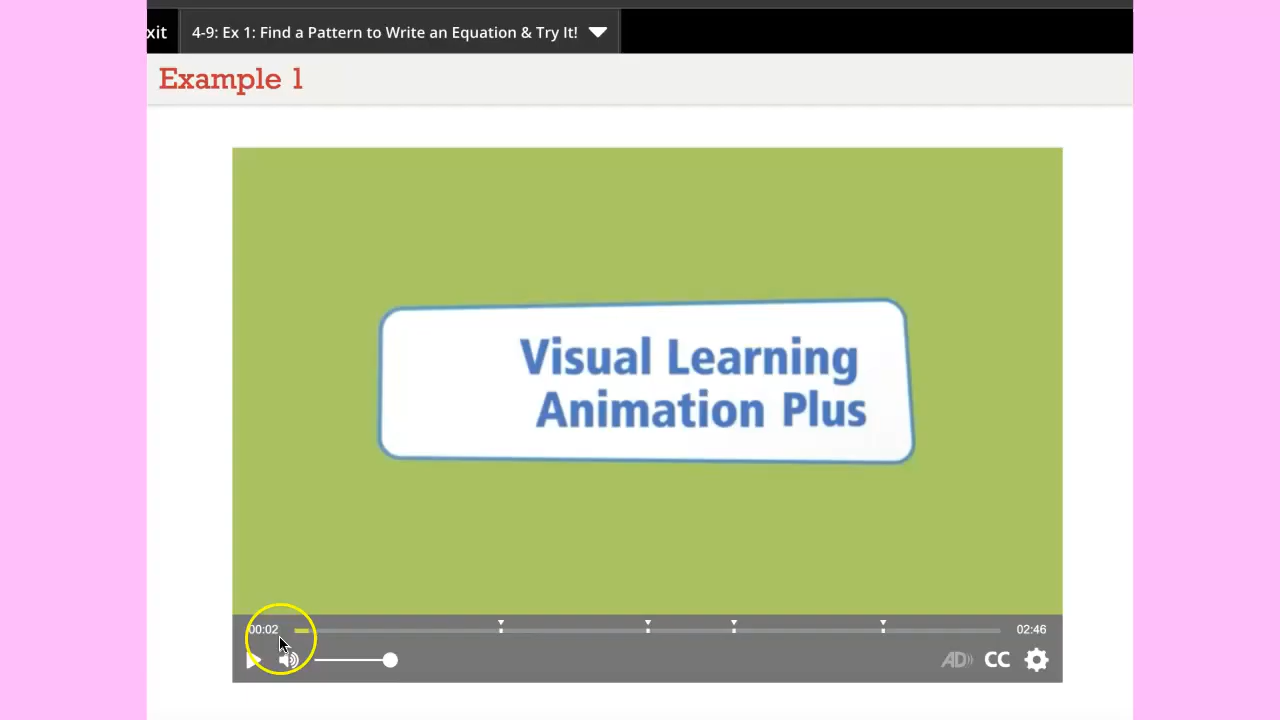 xit
4-9: Ex 1: Find a Pattern to Write an Equation & Try It!
Example 1
Visual Learning
Animation Plus
00:02
02:46
AD
CC